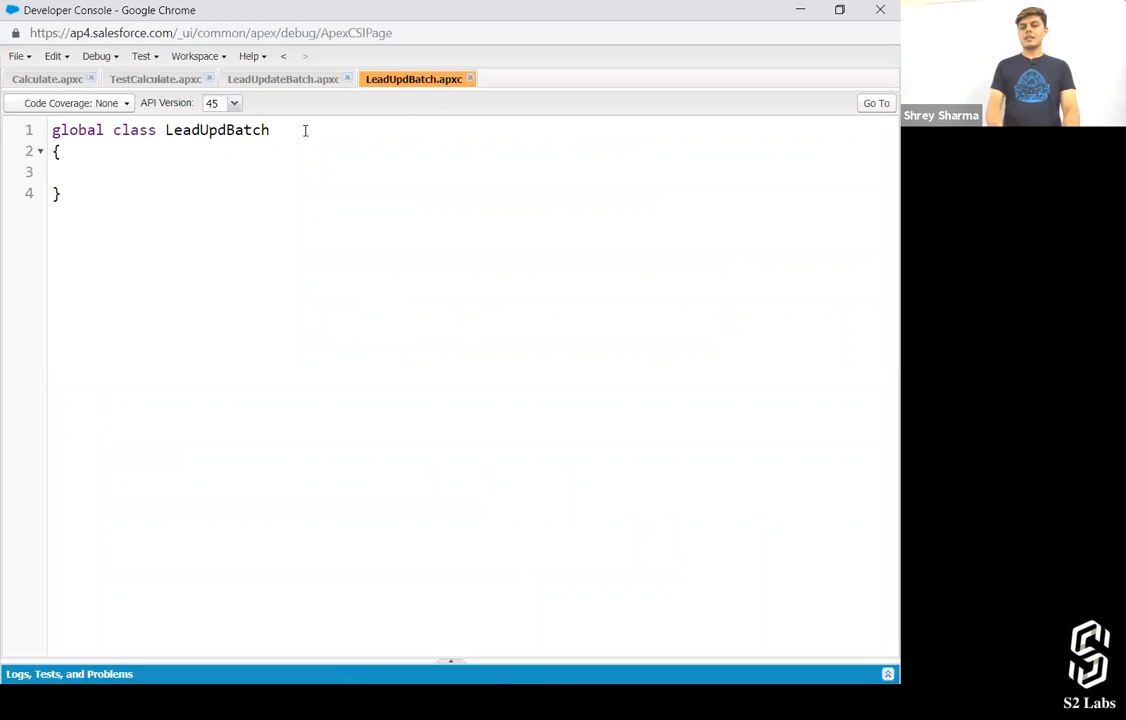 Developer Console - Google Chrome
https://ap4.salesforce.com/_ui/common/apex/debug/ApexCSIPage
File Edit Debug Test Workspace Help < >
Calculate.apxc TestCalculate.apxc LeadUpdateBatch.apxc LeadUpdBatch.apxc
Code Coverage: None API Version: 45 Go To
1 global class LeadUpdBatch
2 {
3
4 }
Logs, Tests, and Problems
Shrey Sharma
S2 Labs